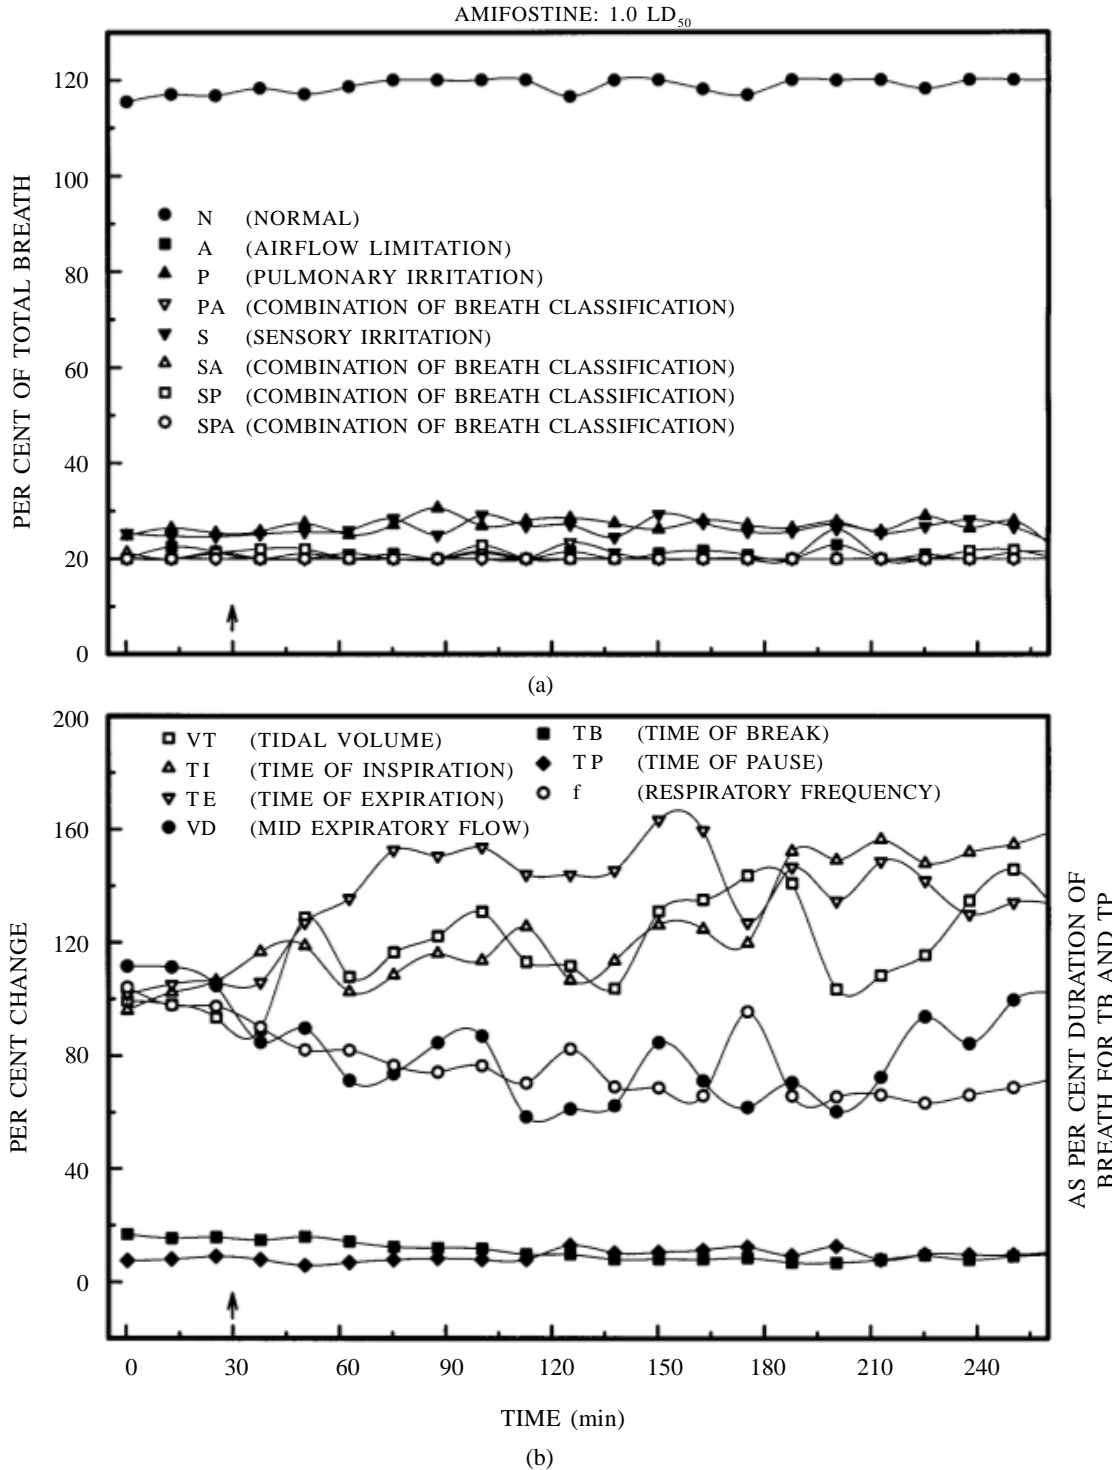 AMIFOSTINE: 1.0 LD50
120
100
80
60
40
20
0
PER CENT OF TOTAL BREATH
N (NORMAL)
A (AIRFLOW LIMITATION)
P (PULMONARY IRRITATION)
PA (COMBINATION OF BREATH CLASSIFICATION)
S (SENSORY IRRITATION)
SA (COMBINATION OF BREATH CLASSIFICATION)
SP (COMBINATION OF BREATH CLASSIFICATION)
SPA (COMBINATION OF BREATH CLASSIFICATION)
(a)
200
160
120
80
40
0
PER CENT CHANGE
VT (TIDAL VOLUME)
TI (TIME OF INSPIRATION)
TE (TIME OF EXPIRATION)
VD (MID EXPIRATORY FLOW)
TB (TIME OF BREAK)
TP (TIME OF PAUSE)
f (RESPIRATORY FREQUENCY)
AS PER CENT DURATION OF
BREATH FOR TB AND TP
0 30 60 90 120 150 180 210 240
TIME (min)
(b)